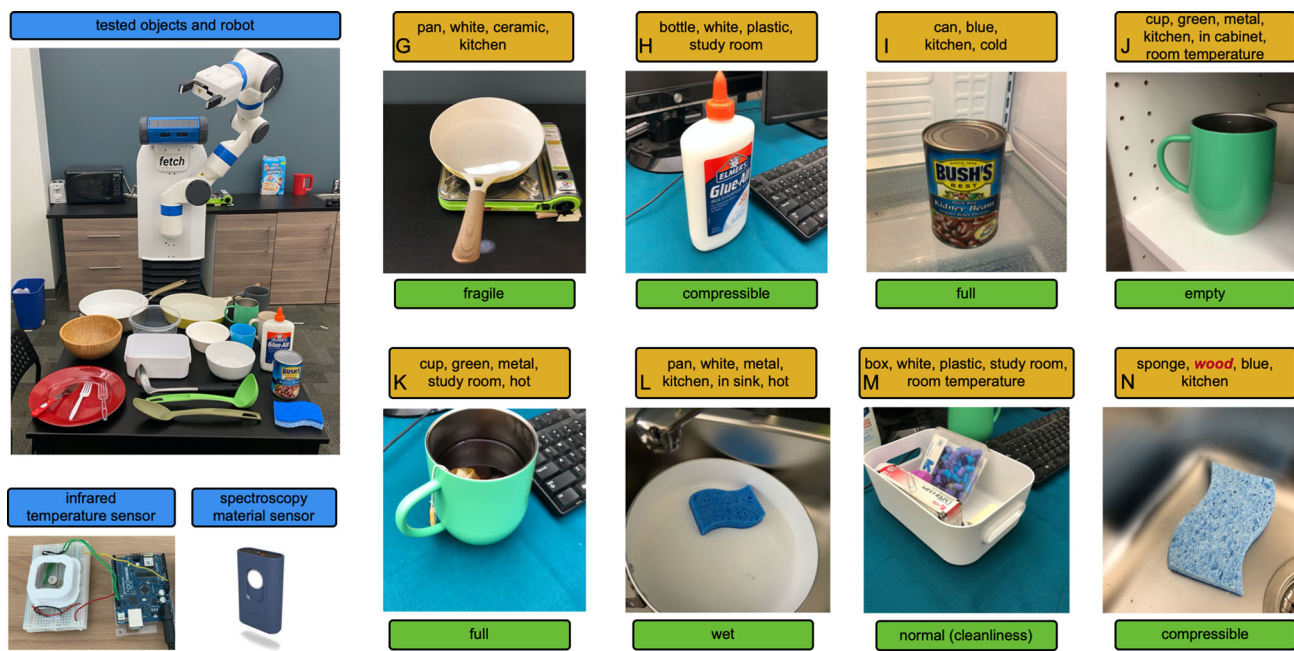 tested objects and robot
fetch
infrared
temperature sensor
spectroscopy
material sensor
G
pan, white, ceramic,
kitchen
fragile
H
bottle, white, plastic,
study room
ELMER'S
Glue-All
compressible
I
can, blue,
kitchen, cold
BUSH'S
BEST
Kidney Beans
full
J
cup, green, metal,
kitchen, in cabinet,
room temperature
empty
K
cup, green, metal,
study room, hot
full
L
pan, white, metal,
kitchen, in sink, hot
wet
M
box, white, plastic, study room,
room temperature
normal (cleanliness)
N
sponge, wood, blue,
kitchen
compressible